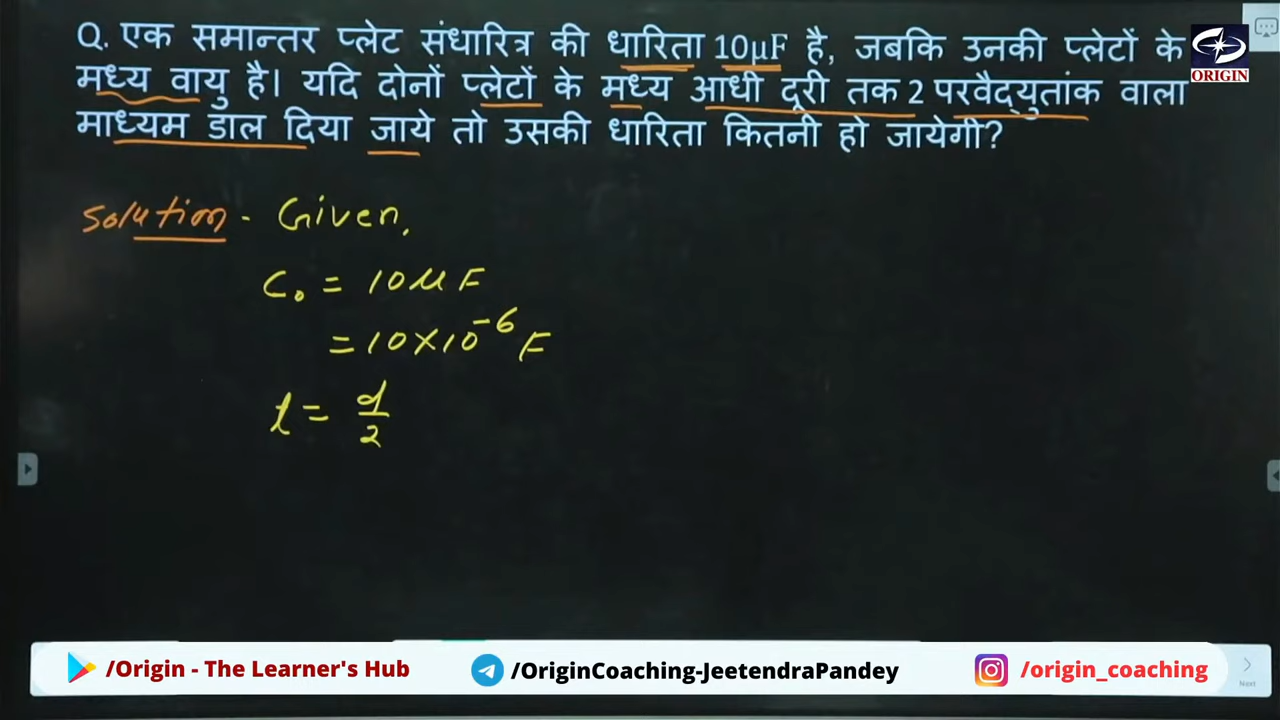 Q. एक समान्तर प्लेट संधारित्र की धारिता 10μF है, जबकि उनकी प्लेटों के
मध्य वायु है। यदि दोनों प्लेटों के मध्य आधी दूरी तक 2 परवैद्युतांक वाला
माध्यम डाल दिया जाये तो उसकी धारिता कितनी हो जायेगी?
ORIGIN
Solution - Given,
C₀ = 10μF
= 10×10⁻⁶ F
t = d/2
/Origin - The Learner's Hub
/OriginCoaching-JeetendraPandey
/origin_coaching
Next